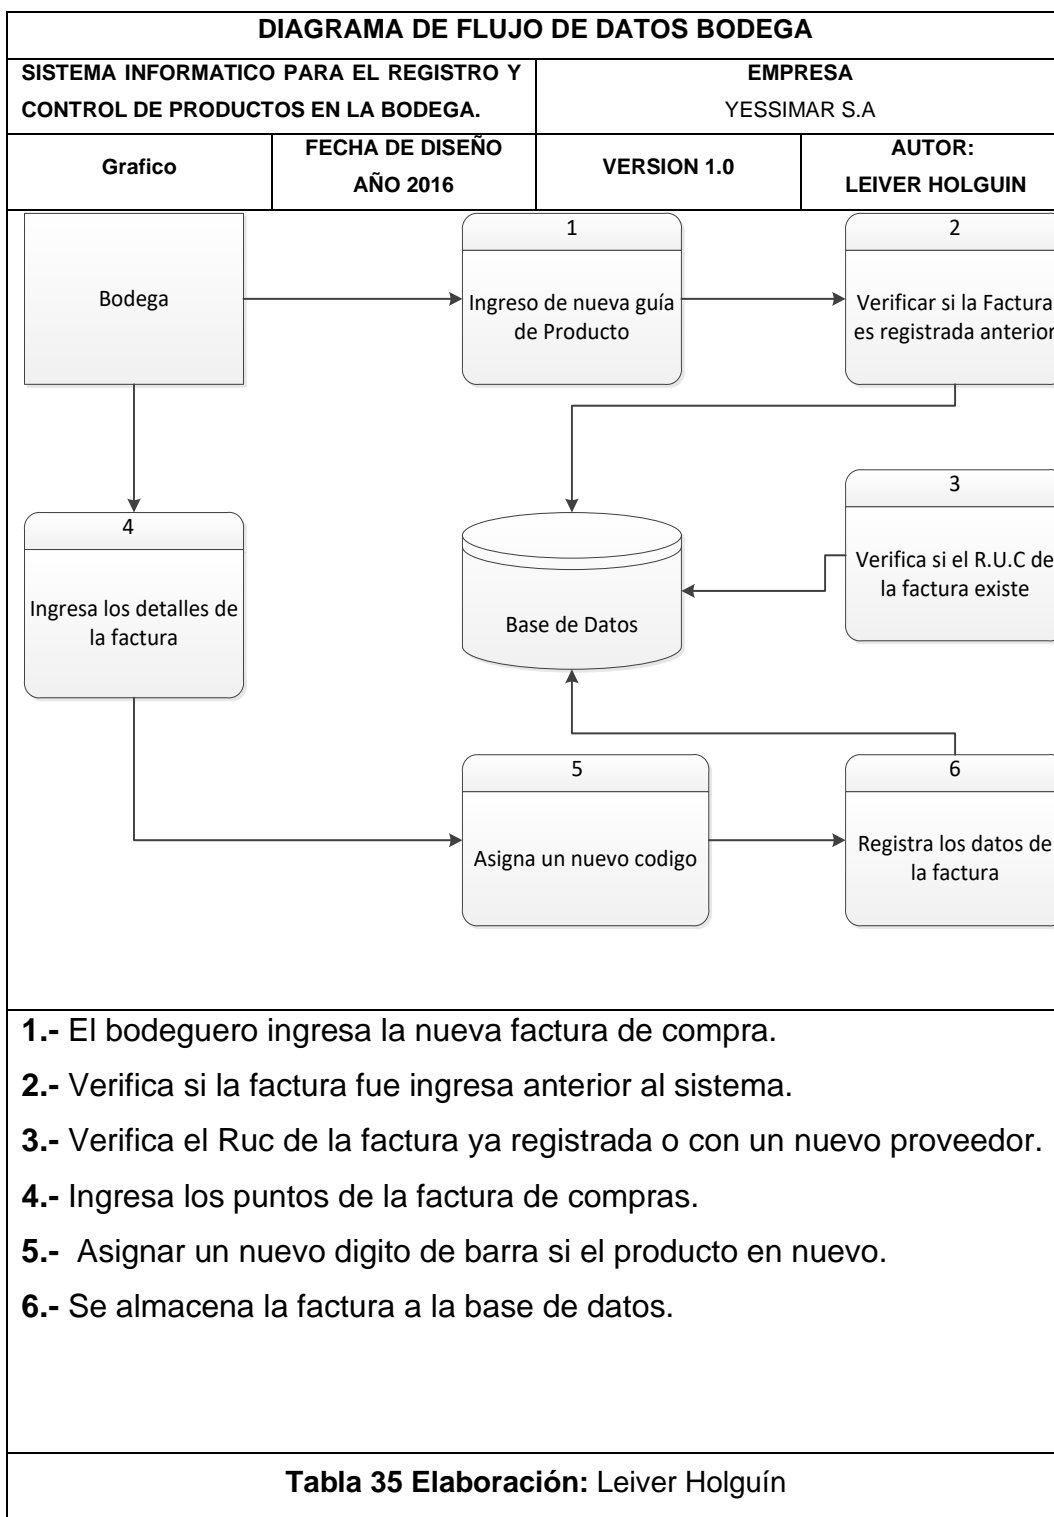 DIAGRAMA DE FLUJO DE DATOS BODEGA
SISTEMA INFORMATICO PARA EL REGISTRO Y
CONTROL DE PRODUCTOS EN LA BODEGA.
EMPRESA
YESSIMAR S.A
Grafico
FECHA DE DISEÑO
AÑO 2016
VERSION 1.0
AUTOR:
LEIVER HOLGUIN
Bodega
1
Ingreso de nueva guía
de Producto
2
Verificar si la Factura
es registrada anterior
3
Verifica si el R.U.C de
la factura existe
4
Ingresa los detalles de
la factura
Base de Datos
5
Asigna un nuevo codigo
6
Registra los datos de
la factura
1.- El bodeguero ingresa la nueva factura de compra.
2.- Verifica si la factura fue ingresa anterior al sistema.
3.- Verifica el Ruc de la factura ya registrada o con un nuevo proveedor.
4.- Ingresa los puntos de la factura de compras.
5.- Asignar un nuevo digito de barra si el producto en nuevo.
6.- Se almacena la factura a la base de datos.
Tabla 35 Elaboración: Leiver Holguín